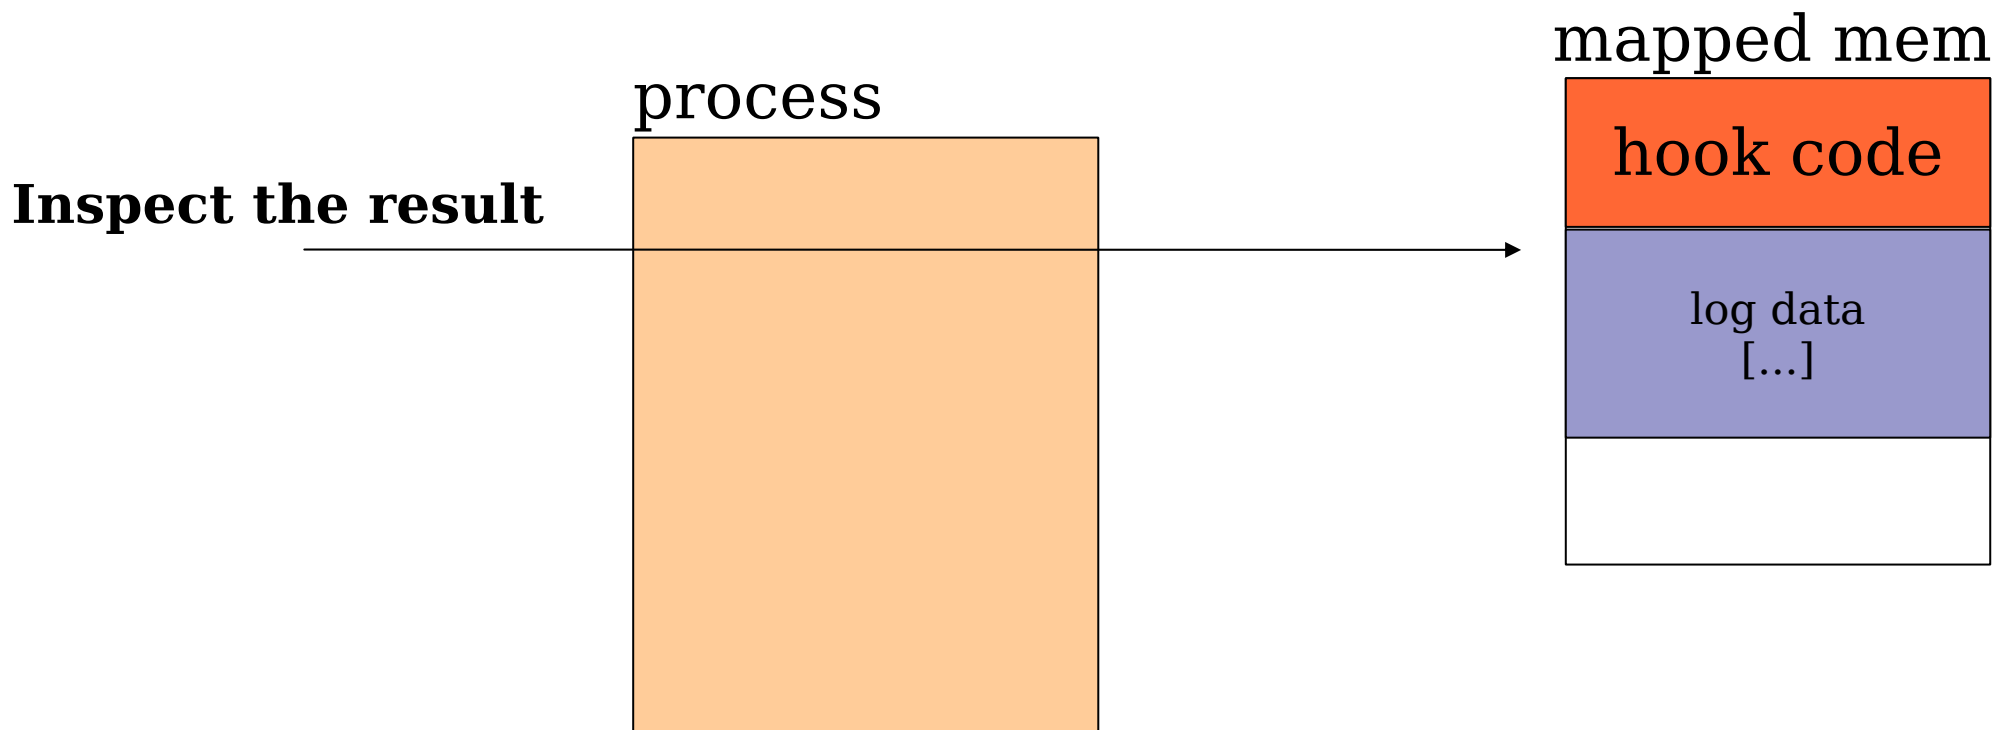 mapped mem
process
hook code
Inspect the result
log data
[...]